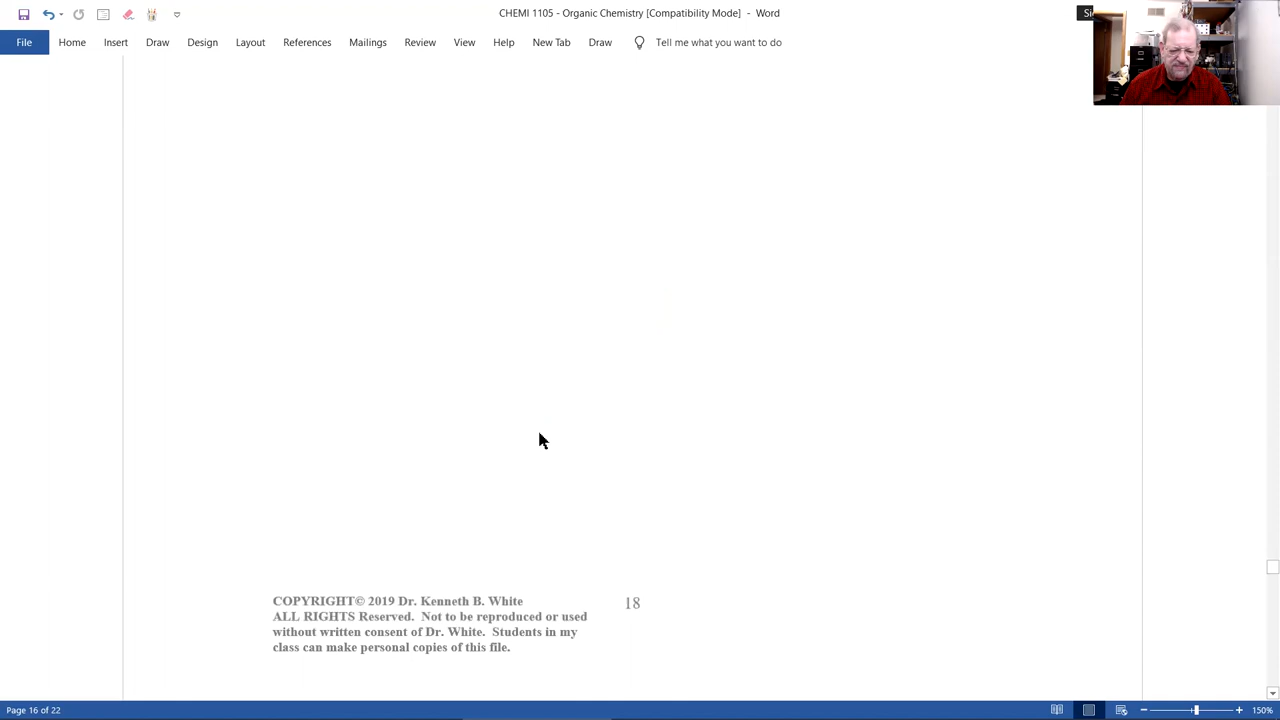 CHEMI 1105 - Organic Chemistry [Compatibility Mode] - Word
Si
File Home Insert Draw Design Layout References Mailings Review View Help New Tab Draw Tell me what you want to do
COPYRIGHT© 2019 Dr. Kenneth B. White
ALL RIGHTS Reserved. Not to be reproduced or used
without written consent of Dr. White. Students in my
class can make personal copies of this file.
18
Page 16 of 22
150%